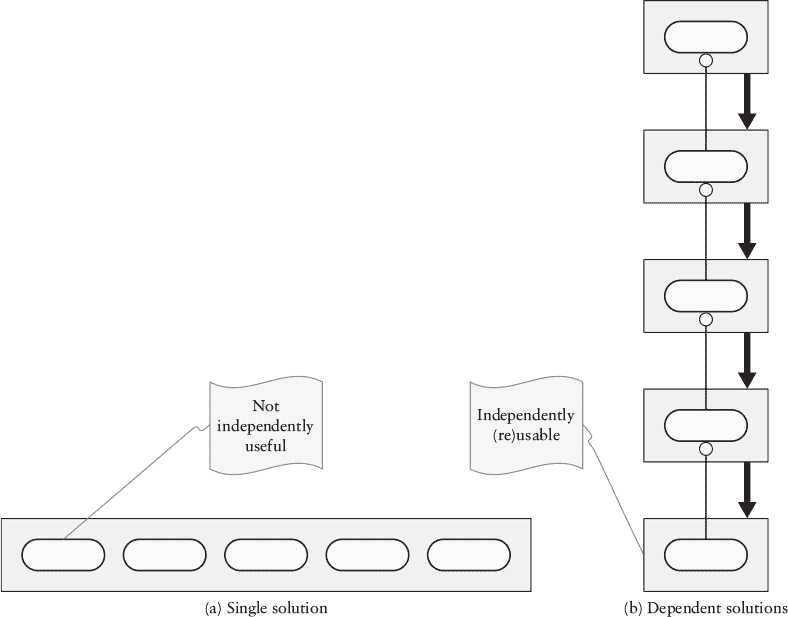 Not
independently
useful
Independently
(re)usable
(a) Single solution
(b) Dependent solutions